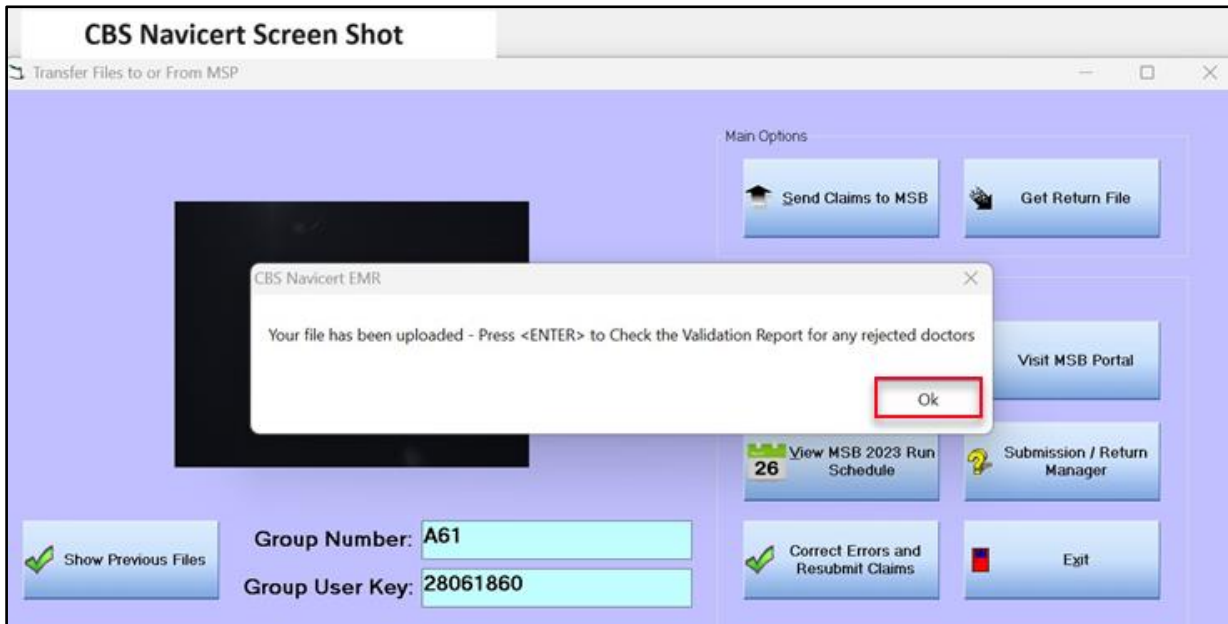 CBS Navicert Screen Shot
Transfer Files to or From MSP
Main Options
Send Claims to MSB
Get Return File
CBS Navicert EMR
Your file has been uploaded - Press <ENTER> to Check the Validation Report for any rejected doctors
Ok
Visit MSB Portal
26
View MSB 2023 Run
Schedule
Submission / Return
Manager
Show Previous Files
Group Number: A61
Group User Key: 28061860
Correct Errors and
Resubmit Claims
Exit